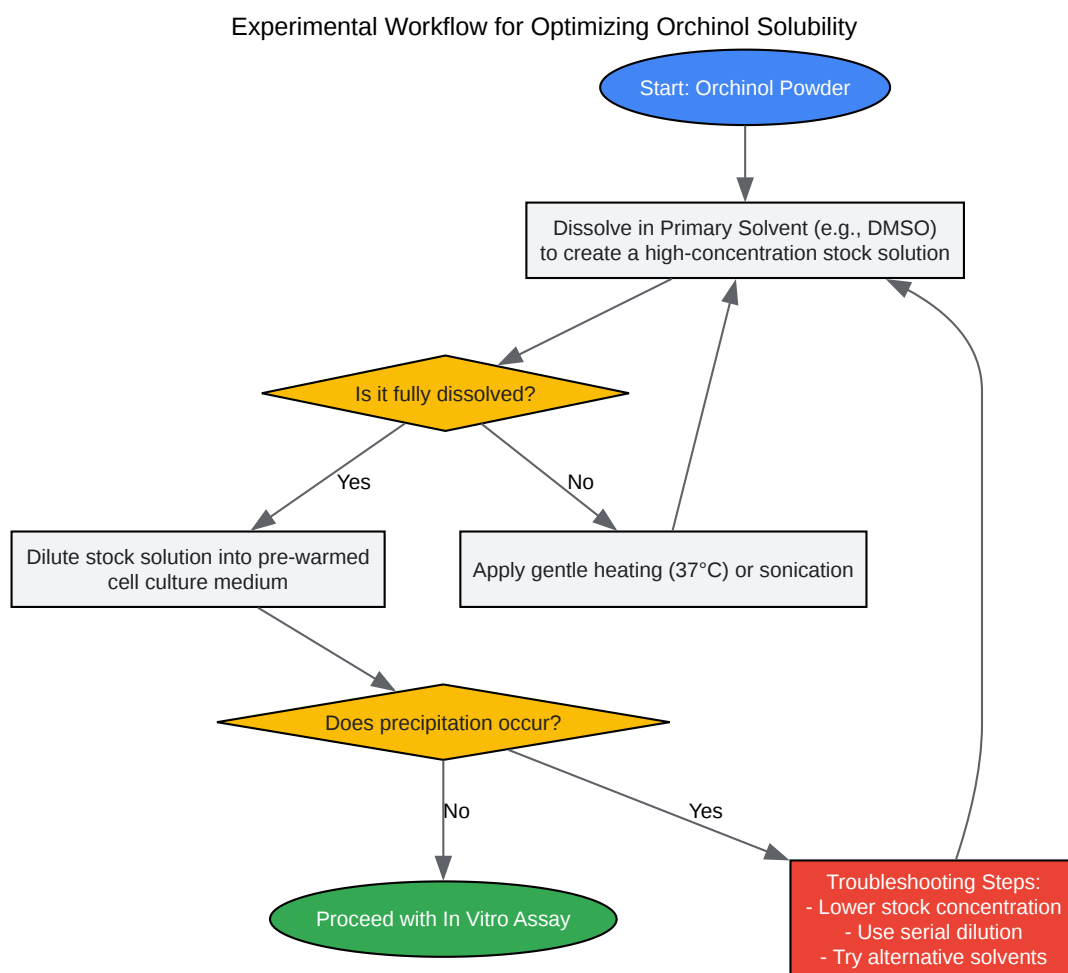 Experimental Workflow for Optimizing Orchinol Solubility
Start: Orchinol Powder
Dissolve in Primary Solvent (e.g., DMSO)
to create a high-concentration stock solution
Is it fully dissolved?
Yes
No
Dilute stock solution into pre-warmed
cell culture medium
Apply gentle heating (37°C) or sonication
Does precipitation occur?
No
Yes
Proceed with In Vitro Assay
Troubleshooting Steps:
- Lower stock concentration
- Use serial dilution
- Try alternative solvents